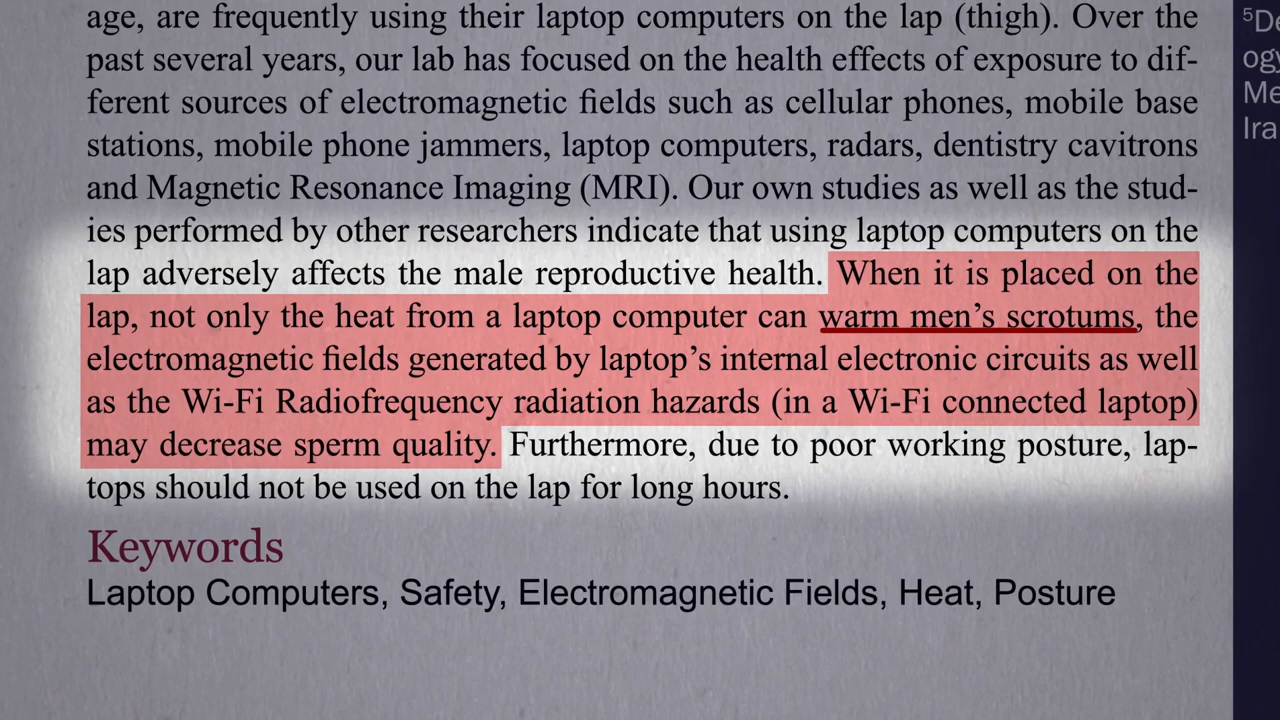 age, are frequently using their laptop computers on the lap (thigh). Over the
past several years, our lab has focused on the health effects of exposure to dif-
ferent sources of electromagnetic fields such as cellular phones, mobile base
stations, mobile phone jammers, laptop computers, radars, dentistry cavitrons
and Magnetic Resonance Imaging (MRI). Our own studies as well as the stud-
ies performed by other researchers indicate that using laptop computers on the
lap adversely affects the male reproductive health. When it is placed on the
lap, not only the heat from a laptop computer can warm men’s scrotums, the
electromagnetic fields generated by laptop’s internal electronic circuits as well
as the Wi-Fi Radiofrequency radiation hazards (in a Wi-Fi connected laptop)
may decrease sperm quality. Furthermore, due to poor working posture, lap-
tops should not be used on the lap for long hours.
Keywords
Laptop Computers, Safety, Electromagnetic Fields, Heat, Posture
⁵De
ogy
Me
Ira